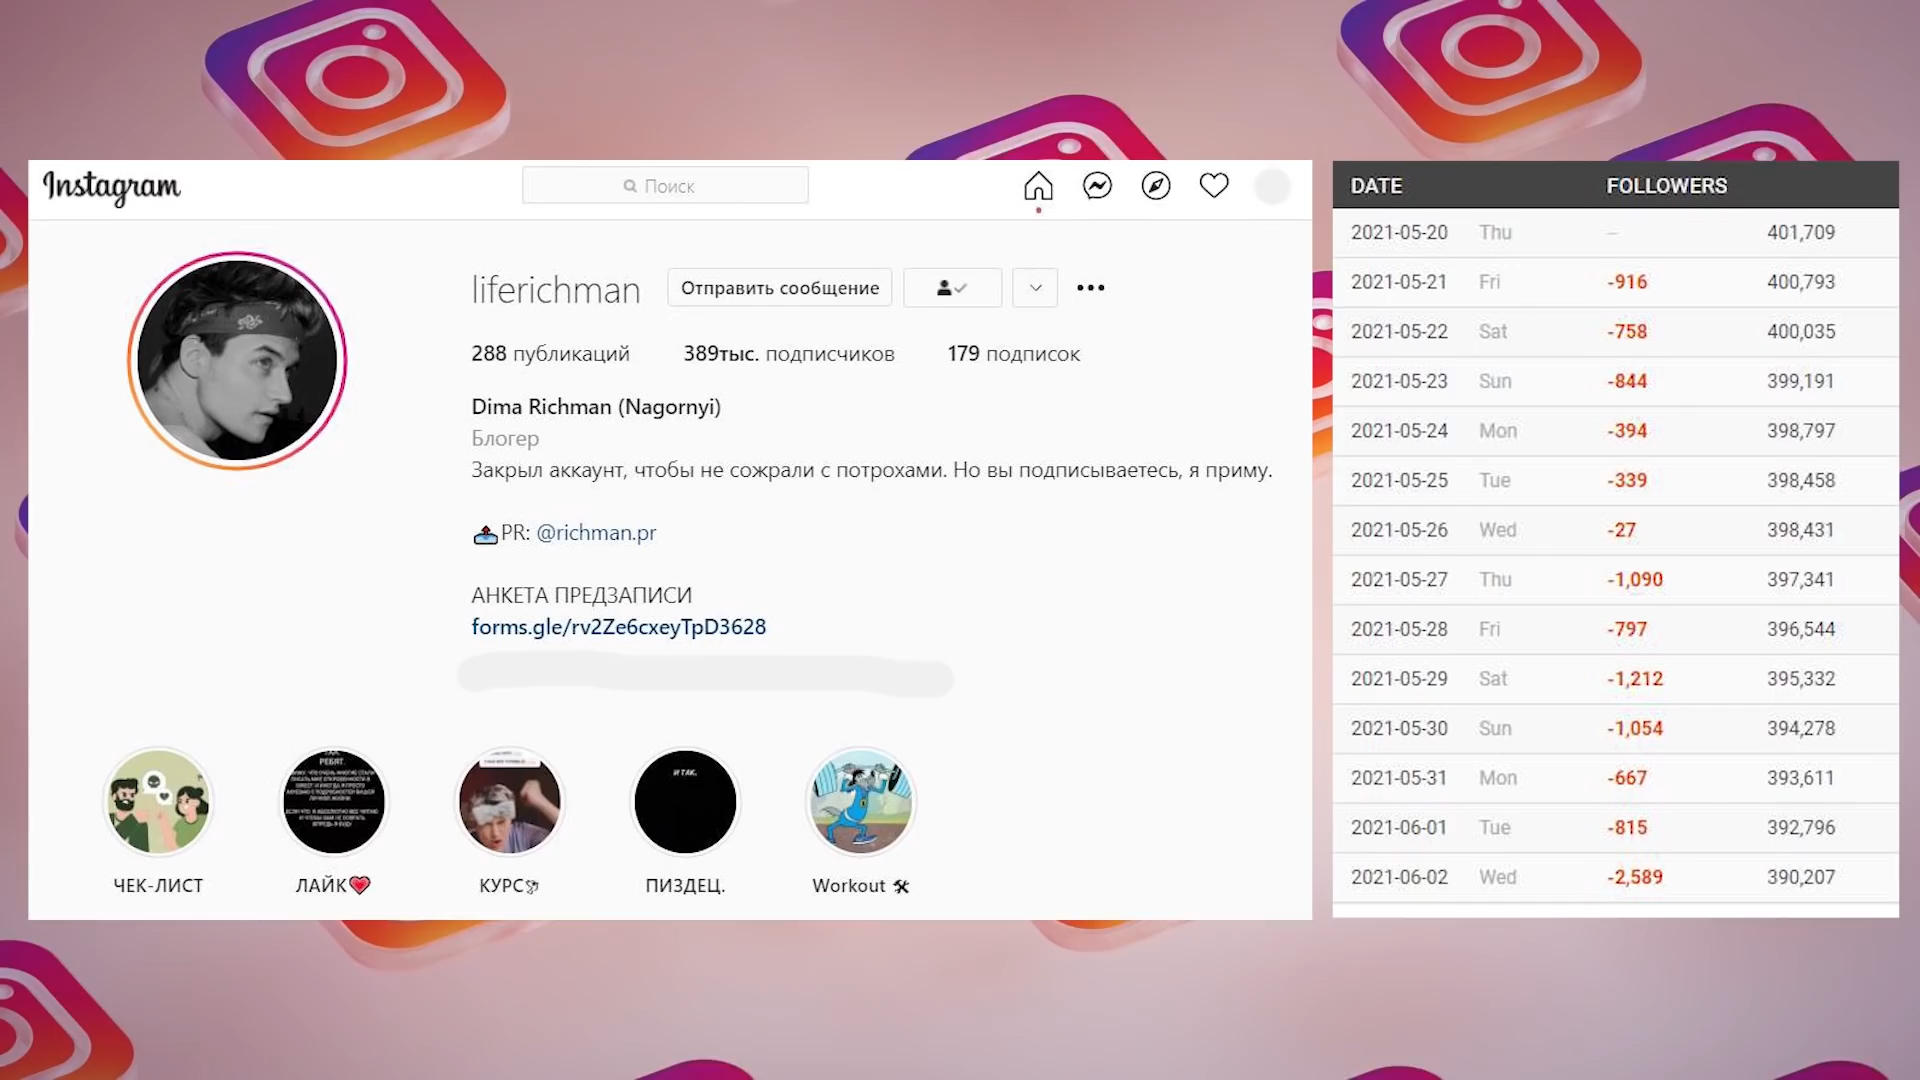 Instagram
Поиск
liferichman
Отправить сообщение
288 публикаций 389тыс. подписчиков 179 подписок
Dima Richman (Nagornyi)
Блогер
Закрыл аккаунт, чтобы не сожрали с потрохами. Но вы подписываетесь, я приму.
PR: @richman.pr
АНКЕТА ПРЕДЗАПИСИ
forms.gle/rv2Ze6cxeyTpD3628
РЕБЯТ.
И ТАК.
ЧЕК-ЛИСТ
ЛАЙК💗
КУРС
ПИЗДЕЦ.
Workout 🛠
DATE FOLLOWERS
2021-05-20 Thu – 401,709
2021-05-21 Fri -916 400,793
2021-05-22 Sat -758 400,035
2021-05-23 Sun -844 399,191
2021-05-24 Mon -394 398,797
2021-05-25 Tue -339 398,458
2021-05-26 Wed -27 398,431
2021-05-27 Thu -1,090 397,341
2021-05-28 Fri -797 396,544
2021-05-29 Sat -1,212 395,332
2021-05-30 Sun -1,054 394,278
2021-05-31 Mon -667 393,611
2021-06-01 Tue -815 392,796
2021-06-02 Wed -2,589 390,207